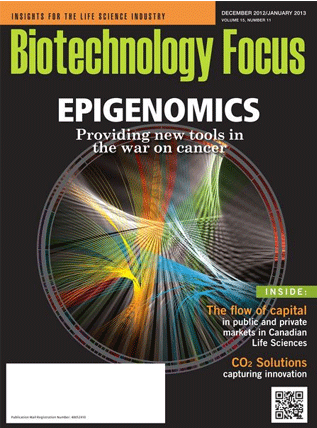 INSIGHTS FOR THE LIFE SCIENCE INDUSTRY
DECEMBER 2012/JANUARY 2013
VOLUME 15, NUMBER 11
Biotechnology Focus
EPIGENOMICS
Providing new tools in
the war on cancer
INSIDE:
The flow of capital
in public and private
markets in Canadian
Life Sciences
CO2 Solutions
capturing innovation
Publication Mail Registration Number: